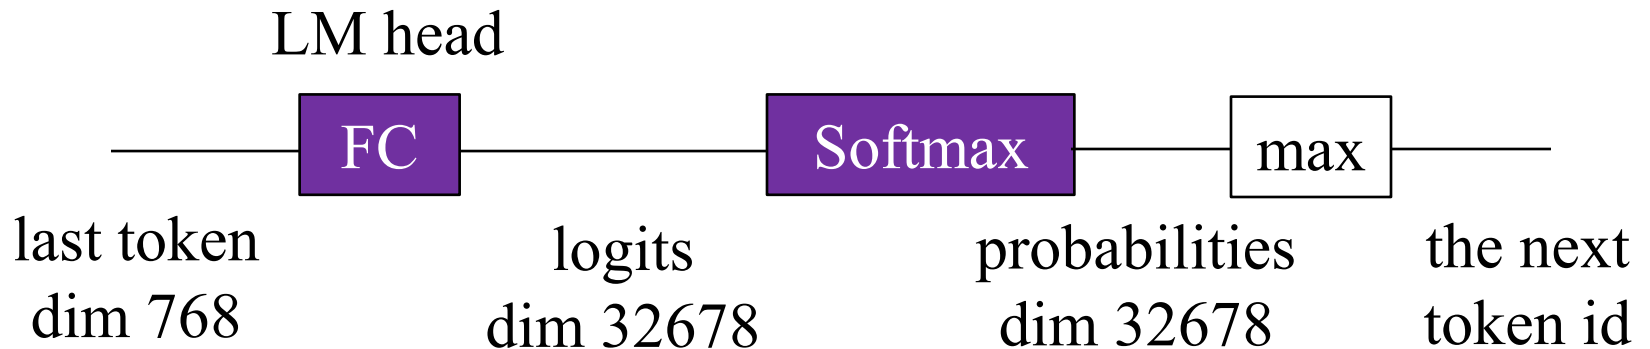 LM head
FC
Softmax
max
last token
dim 768
logits
dim 32678
probabilities
dim 32678
the next
token id